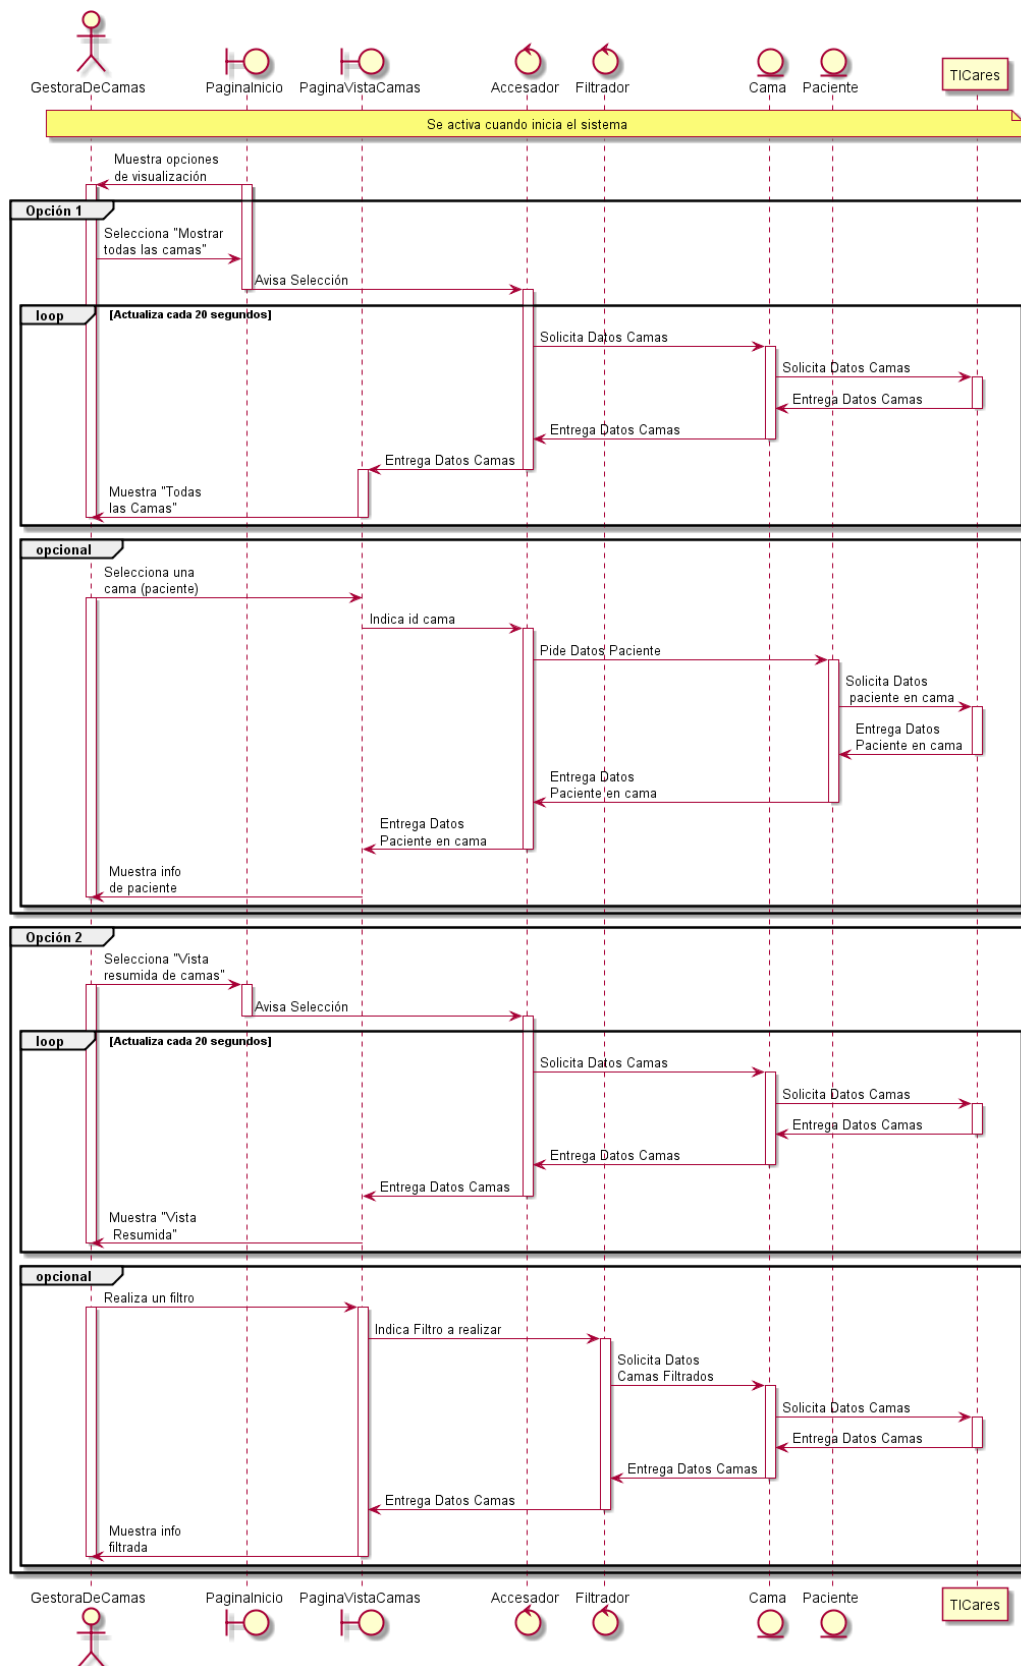 GestoraDeCamas
PaginaInicio
PaginaVistaCamas
Accesador
Filtrador
Cama
Paciente
TICares
Se activa cuando inicia el sistema
Muestra opciones
de visualización
Opción 1
Selecciona "Mostrar
todas las camas"
Avisa Selección
loop
[Actualiza cada 20 segundos]
Solicita Datos Camas
Solicita Datos Camas
Entrega Datos Camas
Entrega Datos Camas
Entrega Datos Camas
Muestra "Todas
las Camas"
opcional
Selecciona una
cama (paciente)
Indica id cama
Pide Datos Paciente
Solicita Datos
paciente en cama
Entrega Datos
Paciente en cama
Entrega Datos
Paciente en cama
Entrega Datos
Paciente en cama
Muestra info
de paciente
Opción 2
Selecciona "Vista
resumida de camas"
Avisa Selección
loop
[Actualiza cada 20 segundos]
Solicita Datos Camas
Solicita Datos Camas
Entrega Datos Camas
Entrega Datos Camas
Entrega Datos Camas
Muestra "Vista
Resumida"
opcional
Realiza un filtro
Indica Filtro a realizar
Solicita Datos
Camas Filtrados
Solicita Datos Camas
Entrega Datos Camas
Entrega Datos Camas
Entrega Datos Camas
Muestra info
filtrada
GestoraDeCamas
PaginaInicio
PaginaVistaCamas
Accesador
Filtrador
Cama
Paciente
TICares